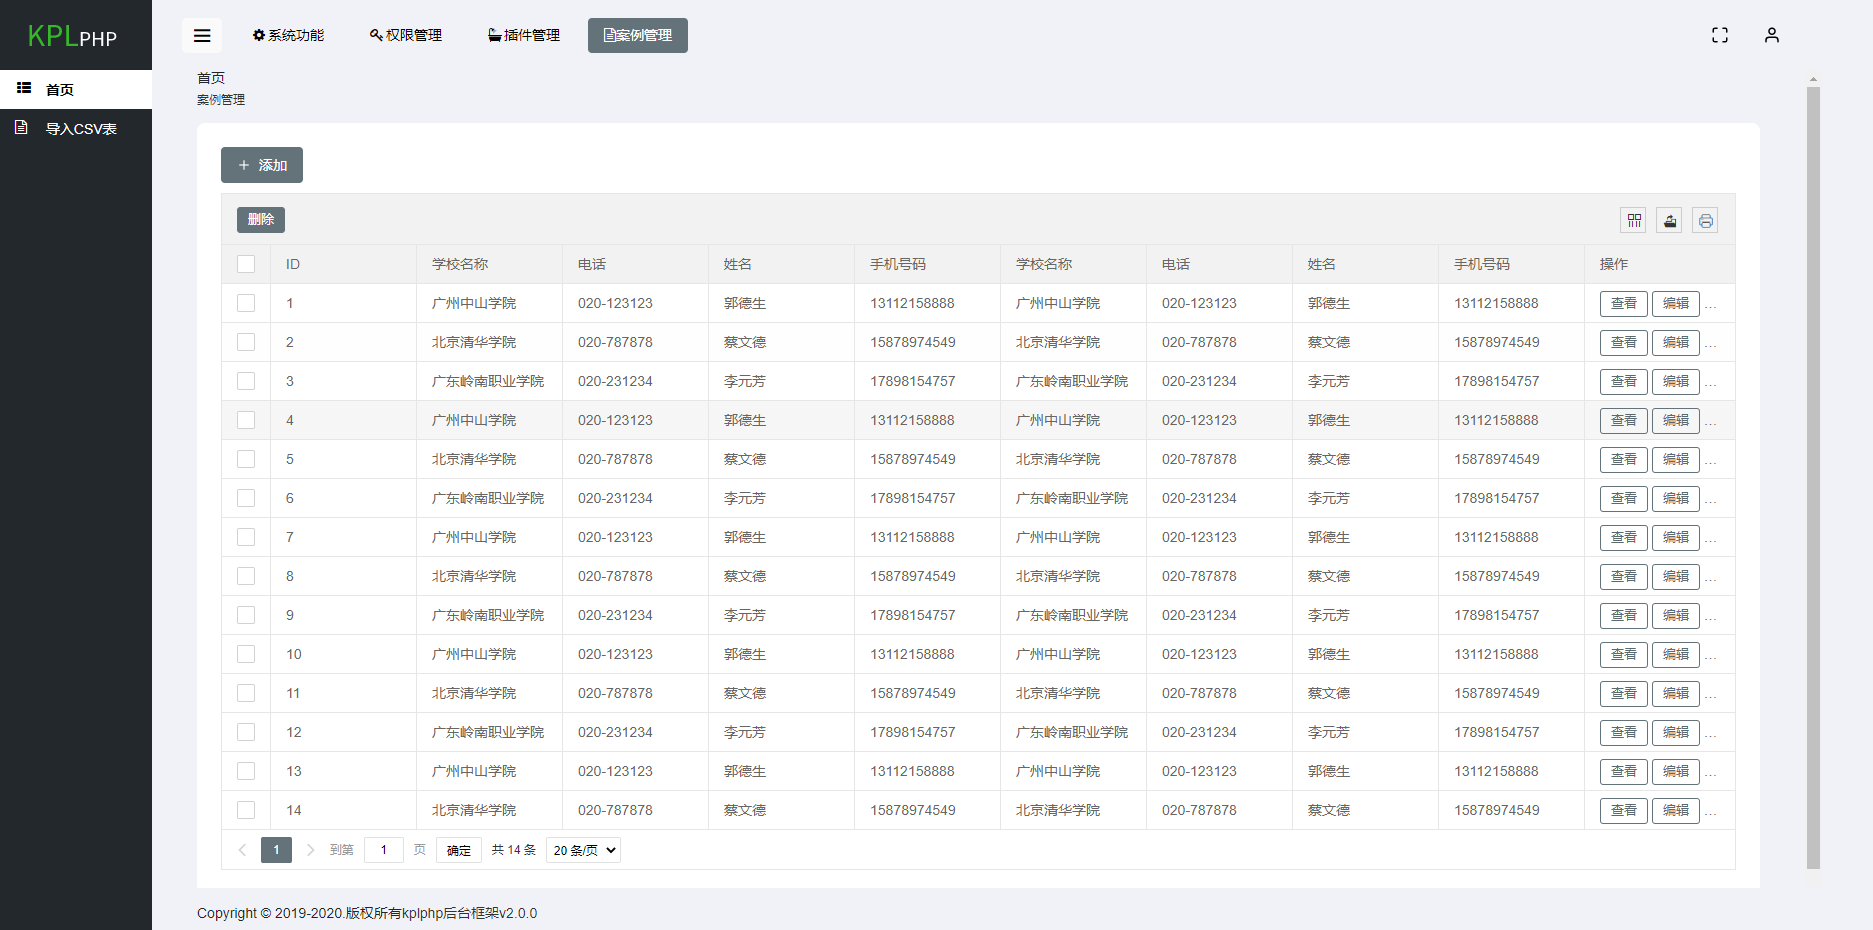 KPLPHP
系统功能 权限管理 插件管理 案例管理
首页
导入CSV表
首页
案例管理
添加
删除
ID 学校名称 电话 姓名 手机号码 学校名称 电话 姓名 手机号码 操作
1 广州中山学院 020-123123 郭德生 13112158888 广州中山学院 020-123123 郭德生 13112158888 查看 编辑 ...
2 北京清华学院 020-787878 蔡文德 15878974549 北京清华学院 020-787878 蔡文德 15878974549 查看 编辑 ...
3 广东岭南职业学院 020-231234 李元芳 17898154757 广东岭南职业学院 020-231234 李元芳 17898154757 查看 编辑 ...
4 广州中山学院 020-123123 郭德生 13112158888 广州中山学院 020-123123 郭德生 13112158888 查看 编辑 ...
5 北京清华学院 020-787878 蔡文德 15878974549 北京清华学院 020-787878 蔡文德 15878974549 查看 编辑 ...
6 广东岭南职业学院 020-231234 李元芳 17898154757 广东岭南职业学院 020-231234 李元芳 17898154757 查看 编辑 ...
7 广州中山学院 020-123123 郭德生 13112158888 广州中山学院 020-123123 郭德生 13112158888 查看 编辑 ...
8 北京清华学院 020-787878 蔡文德 15878974549 北京清华学院 020-787878 蔡文德 15878974549 查看 编辑 ...
9 广东岭南职业学院 020-231234 李元芳 17898154757 广东岭南职业学院 020-231234 李元芳 17898154757 查看 编辑 ...
10 广州中山学院 020-123123 郭德生 13112158888 广州中山学院 020-123123 郭德生 13112158888 查看 编辑 ...
11 北京清华学院 020-787878 蔡文德 15878974549 北京清华学院 020-787878 蔡文德 15878974549 查看 编辑 ...
12 广东岭南职业学院 020-231234 李元芳 17898154757 广东岭南职业学院 020-231234 李元芳 17898154757 查看 编辑 ...
13 广州中山学院 020-123123 郭德生 13112158888 广州中山学院 020-123123 郭德生 13112158888 查看 编辑 ...
14 北京清华学院 020-787878 蔡文德 15878974549 北京清华学院 020-787878 蔡文德 15878974549 查看 编辑 ...
1 到第 1 页 确定 共 14 条 20 条/页
Copyright © 2019-2020.版权所有kplphp后台框架v2.0.0